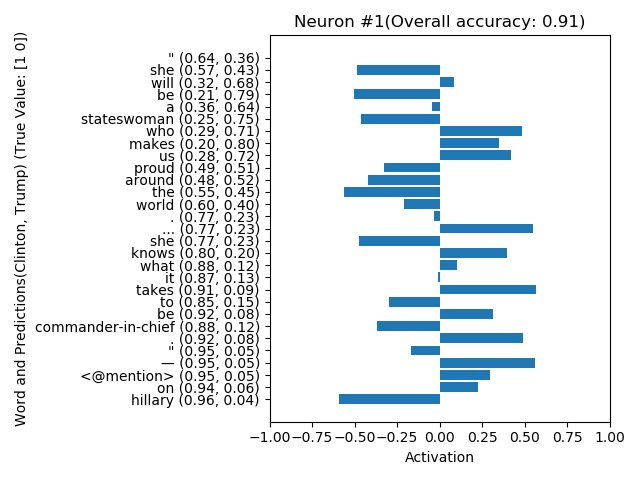 Neuron #1(Overall accuracy: 0.91)
Word and Predictions(Clinton, Trump) (True Value: [1 0])
" (0.64, 0.36)
she (0.57, 0.43)
will (0.32, 0.68)
be (0.21, 0.79)
a (0.36, 0.64)
stateswoman (0.25, 0.75)
who (0.29, 0.71)
makes (0.20, 0.80)
us (0.28, 0.72)
proud (0.49, 0.51)
around (0.48, 0.52)
the (0.55, 0.45)
world (0.60, 0.40)
. (0.77, 0.23)
... (0.77, 0.23)
she (0.77, 0.23)
knows (0.80, 0.20)
what (0.88, 0.12)
it (0.87, 0.13)
takes (0.91, 0.09)
to (0.85, 0.15)
be (0.92, 0.08)
commander-in-chief (0.88, 0.12)
. (0.92, 0.08)
" (0.95, 0.05)
— (0.95, 0.05)
<@mention> (0.95, 0.05)
on (0.94, 0.06)
hillary (0.96, 0.04)
−1.00 −0.75 −0.50 −0.25 0.00 0.25 0.50 0.75 1.00
Activation